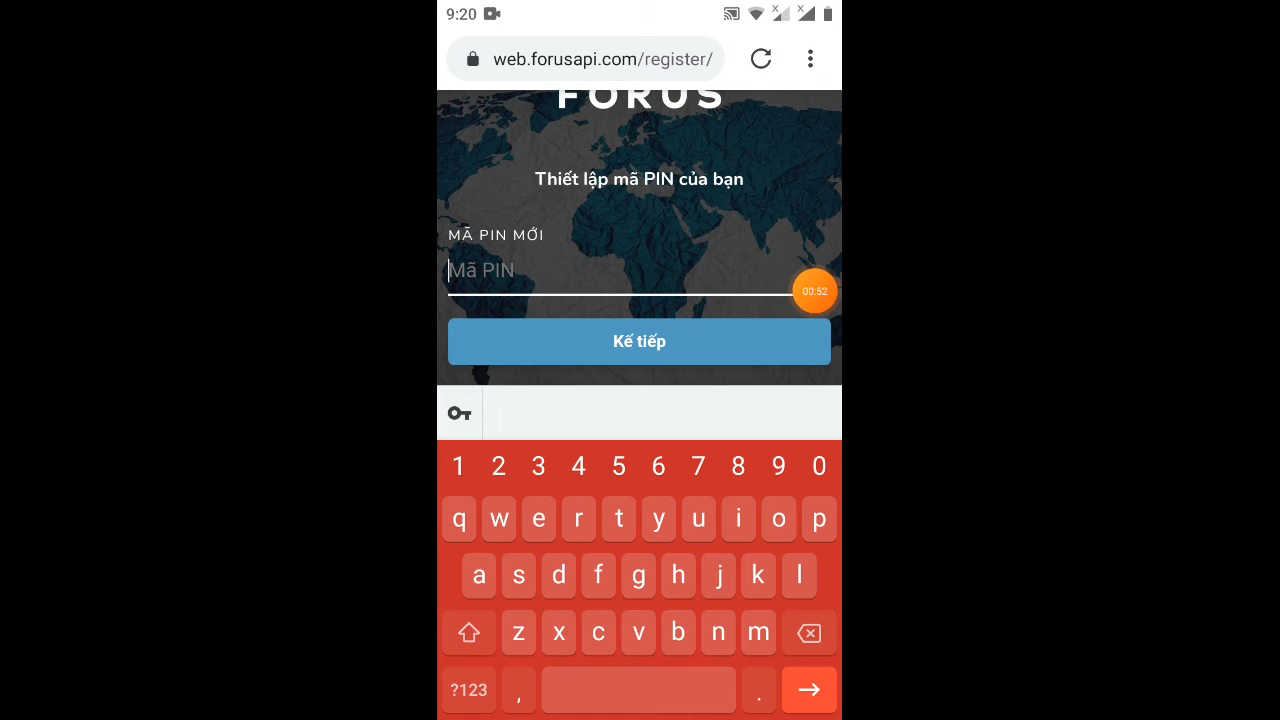 9:20
web.forusapi.com/register/
FORUS
Thiết lập mã PIN của bạn
MÃ PIN MỚI
Mã PIN
00:52
Kế tiếp
1 2 3 4 5 6 7 8 9 0
q w e r t y u i o p
a s d f g h j k l
z x c v b n m
?123 , .